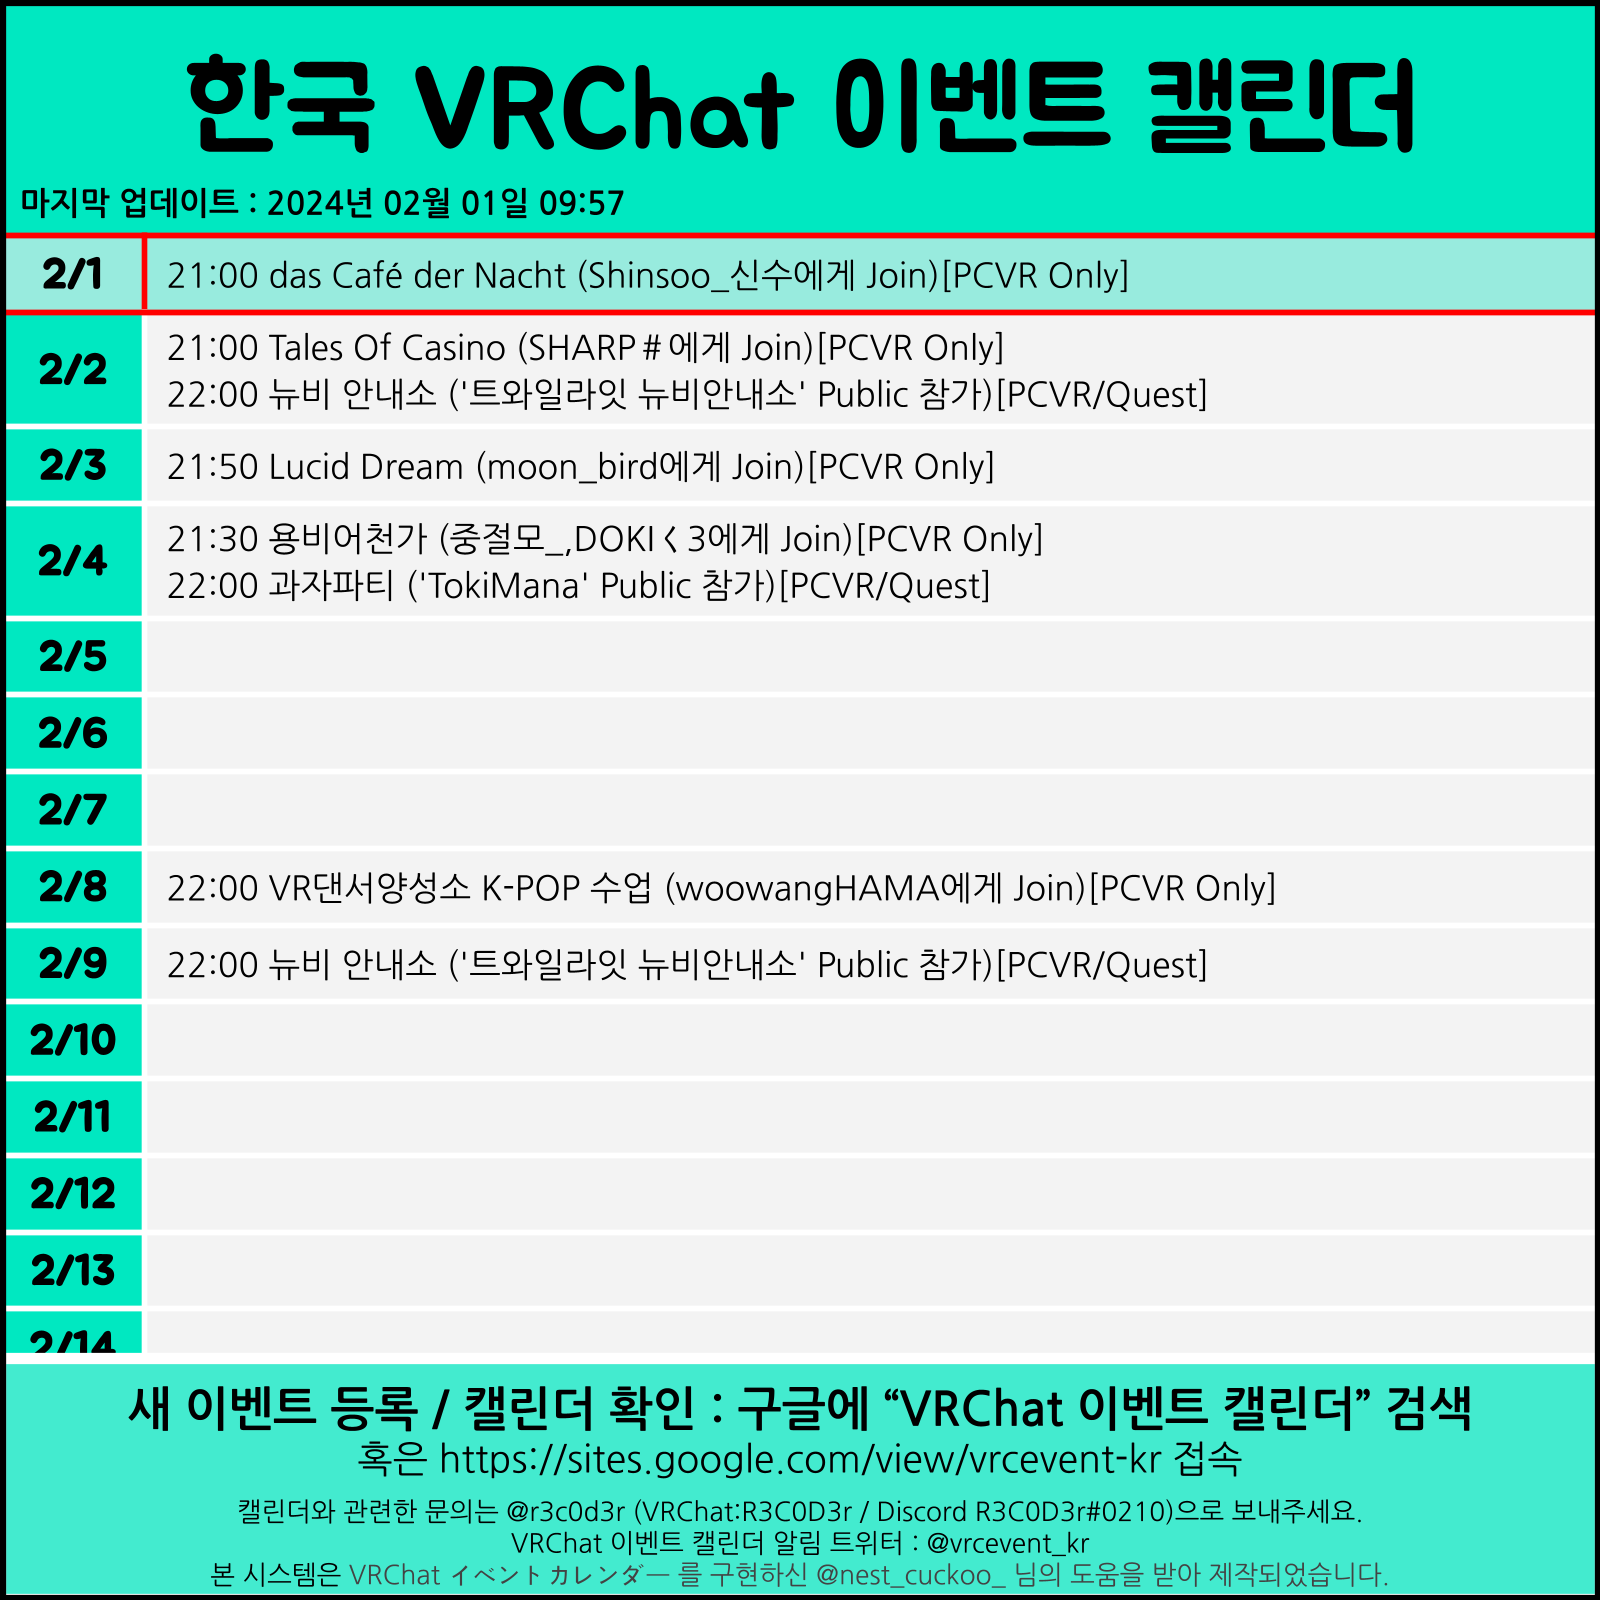 한국 VRChat 이벤트 캘린더
마지막 업데이트 : 2024년 02월 01일 09:57
2/1
21:00 das Café der Nacht (Shinsoo_신수에게 Join)[PCVR Only]
2/2
21:00 Tales Of Casino (SHARP＃에게 Join)[PCVR Only]
22:00 뉴비 안내소 ('트와일라잇 뉴비안내소' Public 참가)[PCVR/Quest]
2/3
21:50 Lucid Dream (moon_bird에게 Join)[PCVR Only]
2/4
21:30 용비어천가 (중절모_,DOKIく3에게 Join)[PCVR Only]
22:00 과자파티 ('TokiMana' Public 참가)[PCVR/Quest]
2/5
2/6
2/7
2/8
22:00 VR댄서양성소 K-POP 수업 (woowangHAMA에게 Join)[PCVR Only]
2/9
22:00 뉴비 안내소 ('트와일라잇 뉴비안내소' Public 참가)[PCVR/Quest]
2/10
2/11
2/12
2/13
2/14
새 이벤트 등록 / 캘린더 확인 : 구글에 “VRChat 이벤트 캘린더” 검색
혹은 https://sites.google.com/view/vrcevent-kr 접속
캘린더와 관련한 문의는 @r3c0d3r (VRChat:R3C0D3r / Discord R3C0D3r#0210)으로 보내주세요.
VRChat 이벤트 캘린더 알림 트위터 : @vrcevent_kr
본 시스템은 VRChat イベントカレンダー 를 구현하신 @nest_cuckoo_ 님의 도움을 받아 제작되었습니다.